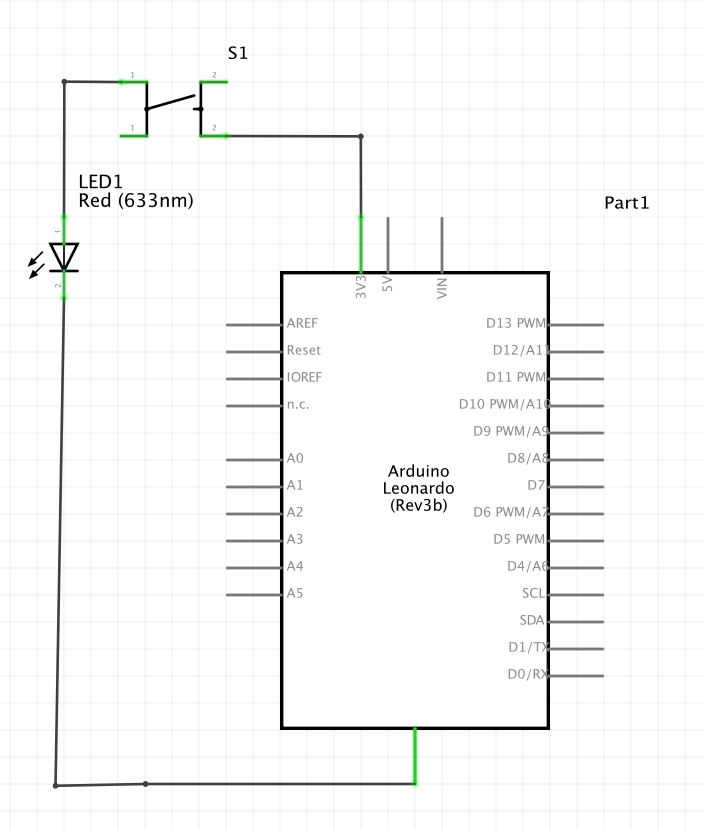 S1
1
2
1
2
LED1
Red (633nm)
1
2
Part1
3V3
5V
VIN
AREF
Reset
IOREF
n.c.
A0
A1
A2
A3
A4
A5
Arduino
Leonardo
(Rev3b)
D13 PWM
D12/A11
D11 PWM
D10 PWM/A10
D9 PWM/A9
D8/A8
D7
D6 PWM/A7
D5 PWM
D4/A6
SCL
SDA
D1/TX
D0/RX